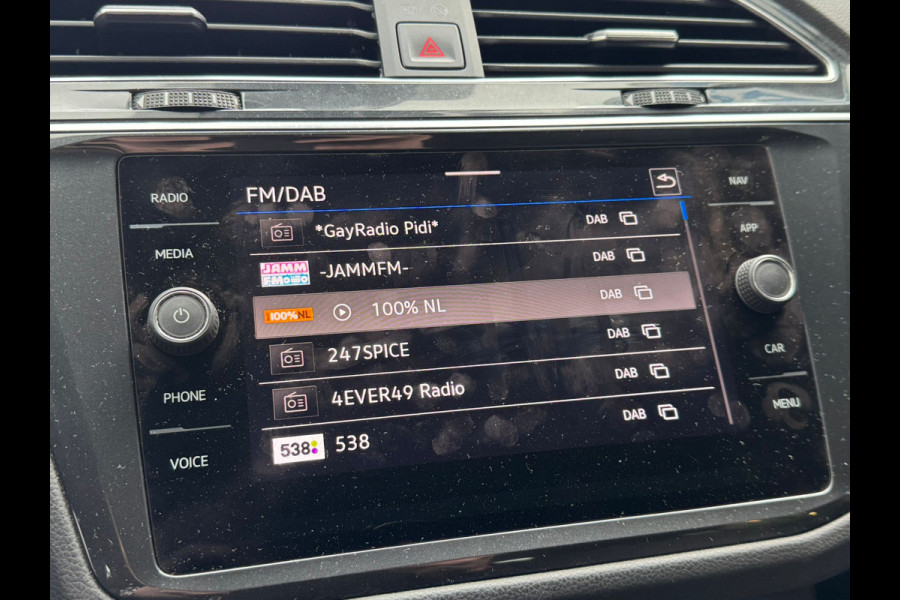 RADIO
MEDIA
PHONE
VOICE
FM/DAB
*GayRadio Pidi* DAB
JAMM FM -JAMMFM- DAB
100%NL 100% NL DAB
247SPICE DAB
4EVER49 Radio DAB
538 538 DAB
NAV
APP
CAR
MENU